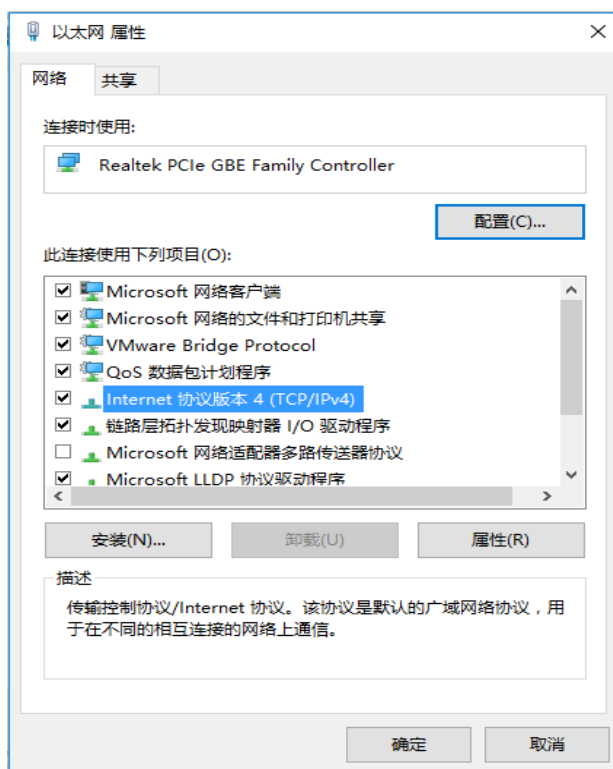 以太网 属性
网络
共享
连接时使用:
Realtek PCIe GBE Family Controller
配置(C)...
此连接使用下列项目(O):
Microsoft 网络客户端
Microsoft 网络的文件和打印机共享
VMware Bridge Protocol
QoS 数据包计划程序
Internet 协议版本 4 (TCP/IPv4)
链路层拓扑发现映射器 I/O 驱动程序
Microsoft 网络适配器多路传送器协议
Microsoft LLDP 协议驱动程序
安装(N)...
卸载(U)
属性(R)
描述
传输控制协议/Internet 协议。该协议是默认的广域网络协议，用
于在不同的相互连接的网络上通信。
确定
取消